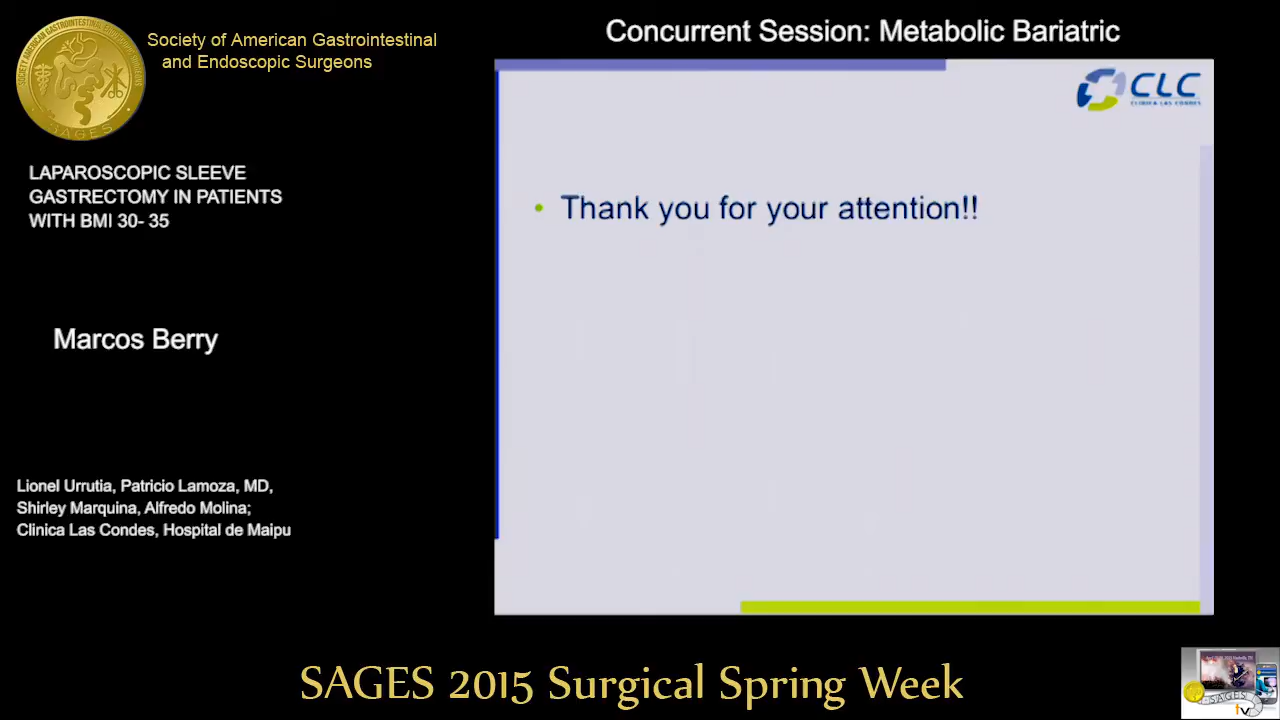 Society of American Gastrointestinal
and Endoscopic Surgeons
Concurrent Session: Metabolic Bariatric
CLC
CLINICA LAS CONDES
LAPAROSCOPIC SLEEVE
GASTRECTOMY IN PATIENTS
WITH BMI 30- 35
• Thank you for your attention!!
Marcos Berry
Lionel Urrutia, Patricio Lamoza, MD,
Shirley Marquina, Alfredo Molina;
Clinica Las Condes, Hospital de Maipu
SAGES 2015 Surgical Spring Week
SAGES
tv